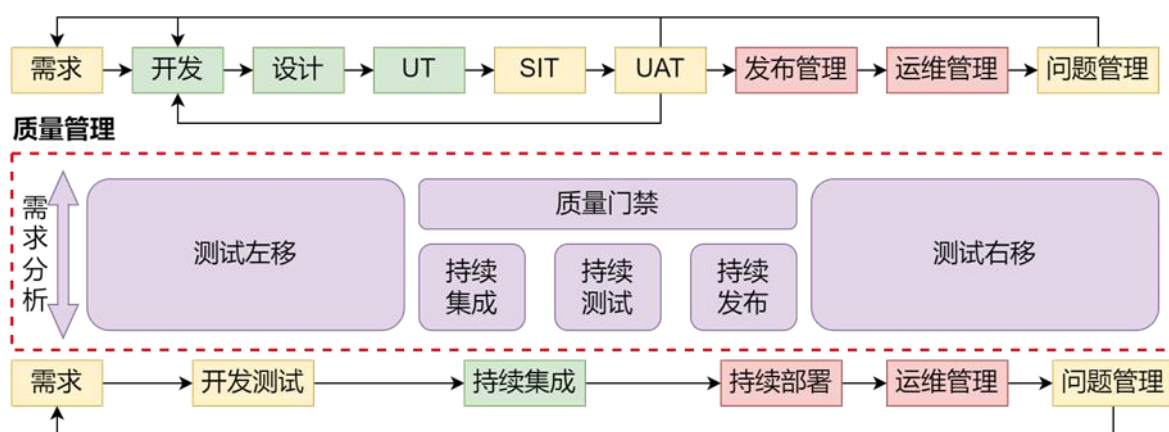 需求
开发
设计
UT
SIT
UAT
发布管理
运维管理
问题管理
质量管理
需求分析
测试左移
质量门禁
持续
集成
持续
测试
持续
发布
测试右移
需求
开发测试
持续集成
持续部署
运维管理
问题管理